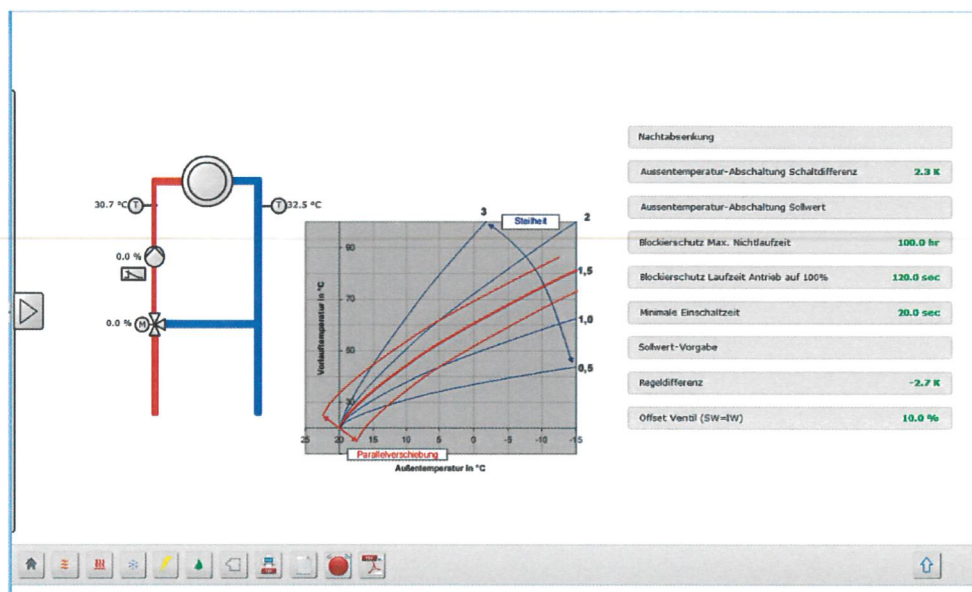 30.7 °C
T
T
32.5 °C
0.0 %
0.0 %
M
3
Steilheit
2
1,5
1,0
0,5
Vorlauftemperatur in °C
90
70
50
30
25 20 15 10 5 0 -5 -10 -15
Parallelverschiebung
Außentemperatur in °C
Nachtabsenkung
Aussentemperatur-Abschaltung Schaltdifferenz 2.3 K
Aussentemperatur-Abschaltung Sollwert
Blockierschutz Max. Nichtlaufzeit 100.0 hr
Blockierschutz Laufzeit Antrieb auf 100% 120.0 sec
Minimale Einschaltzeit 20.0 sec
Sollwert-Vorgabe
Regeldifferenz -2.7 K
Offset Ventil (SW=IW) 10.0 %